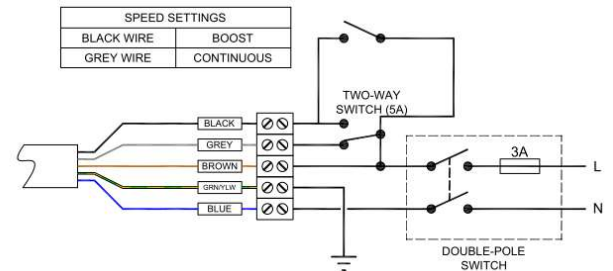 SPEED SETTINGS
BLACK WIRE BOOST
GREY WIRE CONTINUOUS
TWO-WAY
SWITCH (5A)
BLACK
GREY
BROWN
GRN/YLW
BLUE
3A
L
N
DOUBLE-POLE
SWITCH